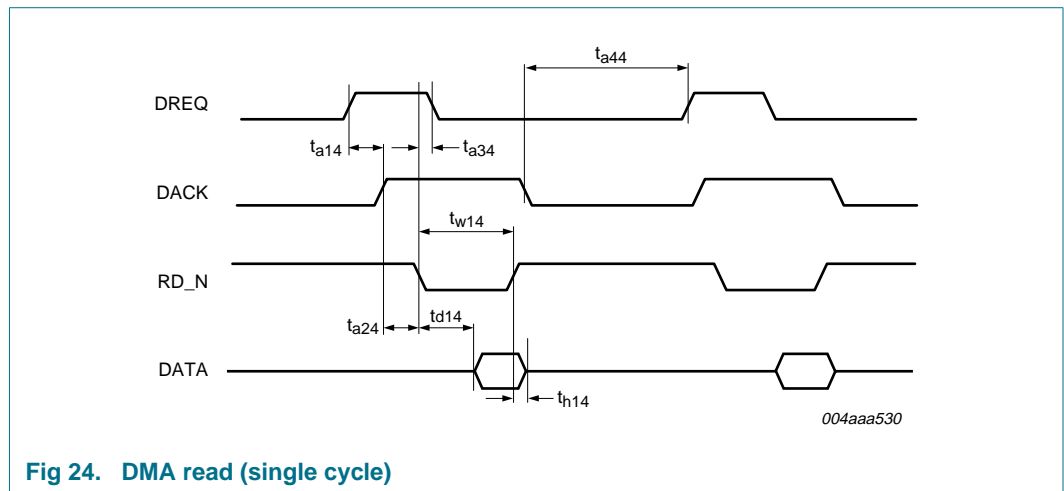 ta44
DREQ
ta14
ta34
DACK
tw14
RD_N
ta24
td14
DATA
th14
004aaa530
Fig 24. DMA read (single cycle)